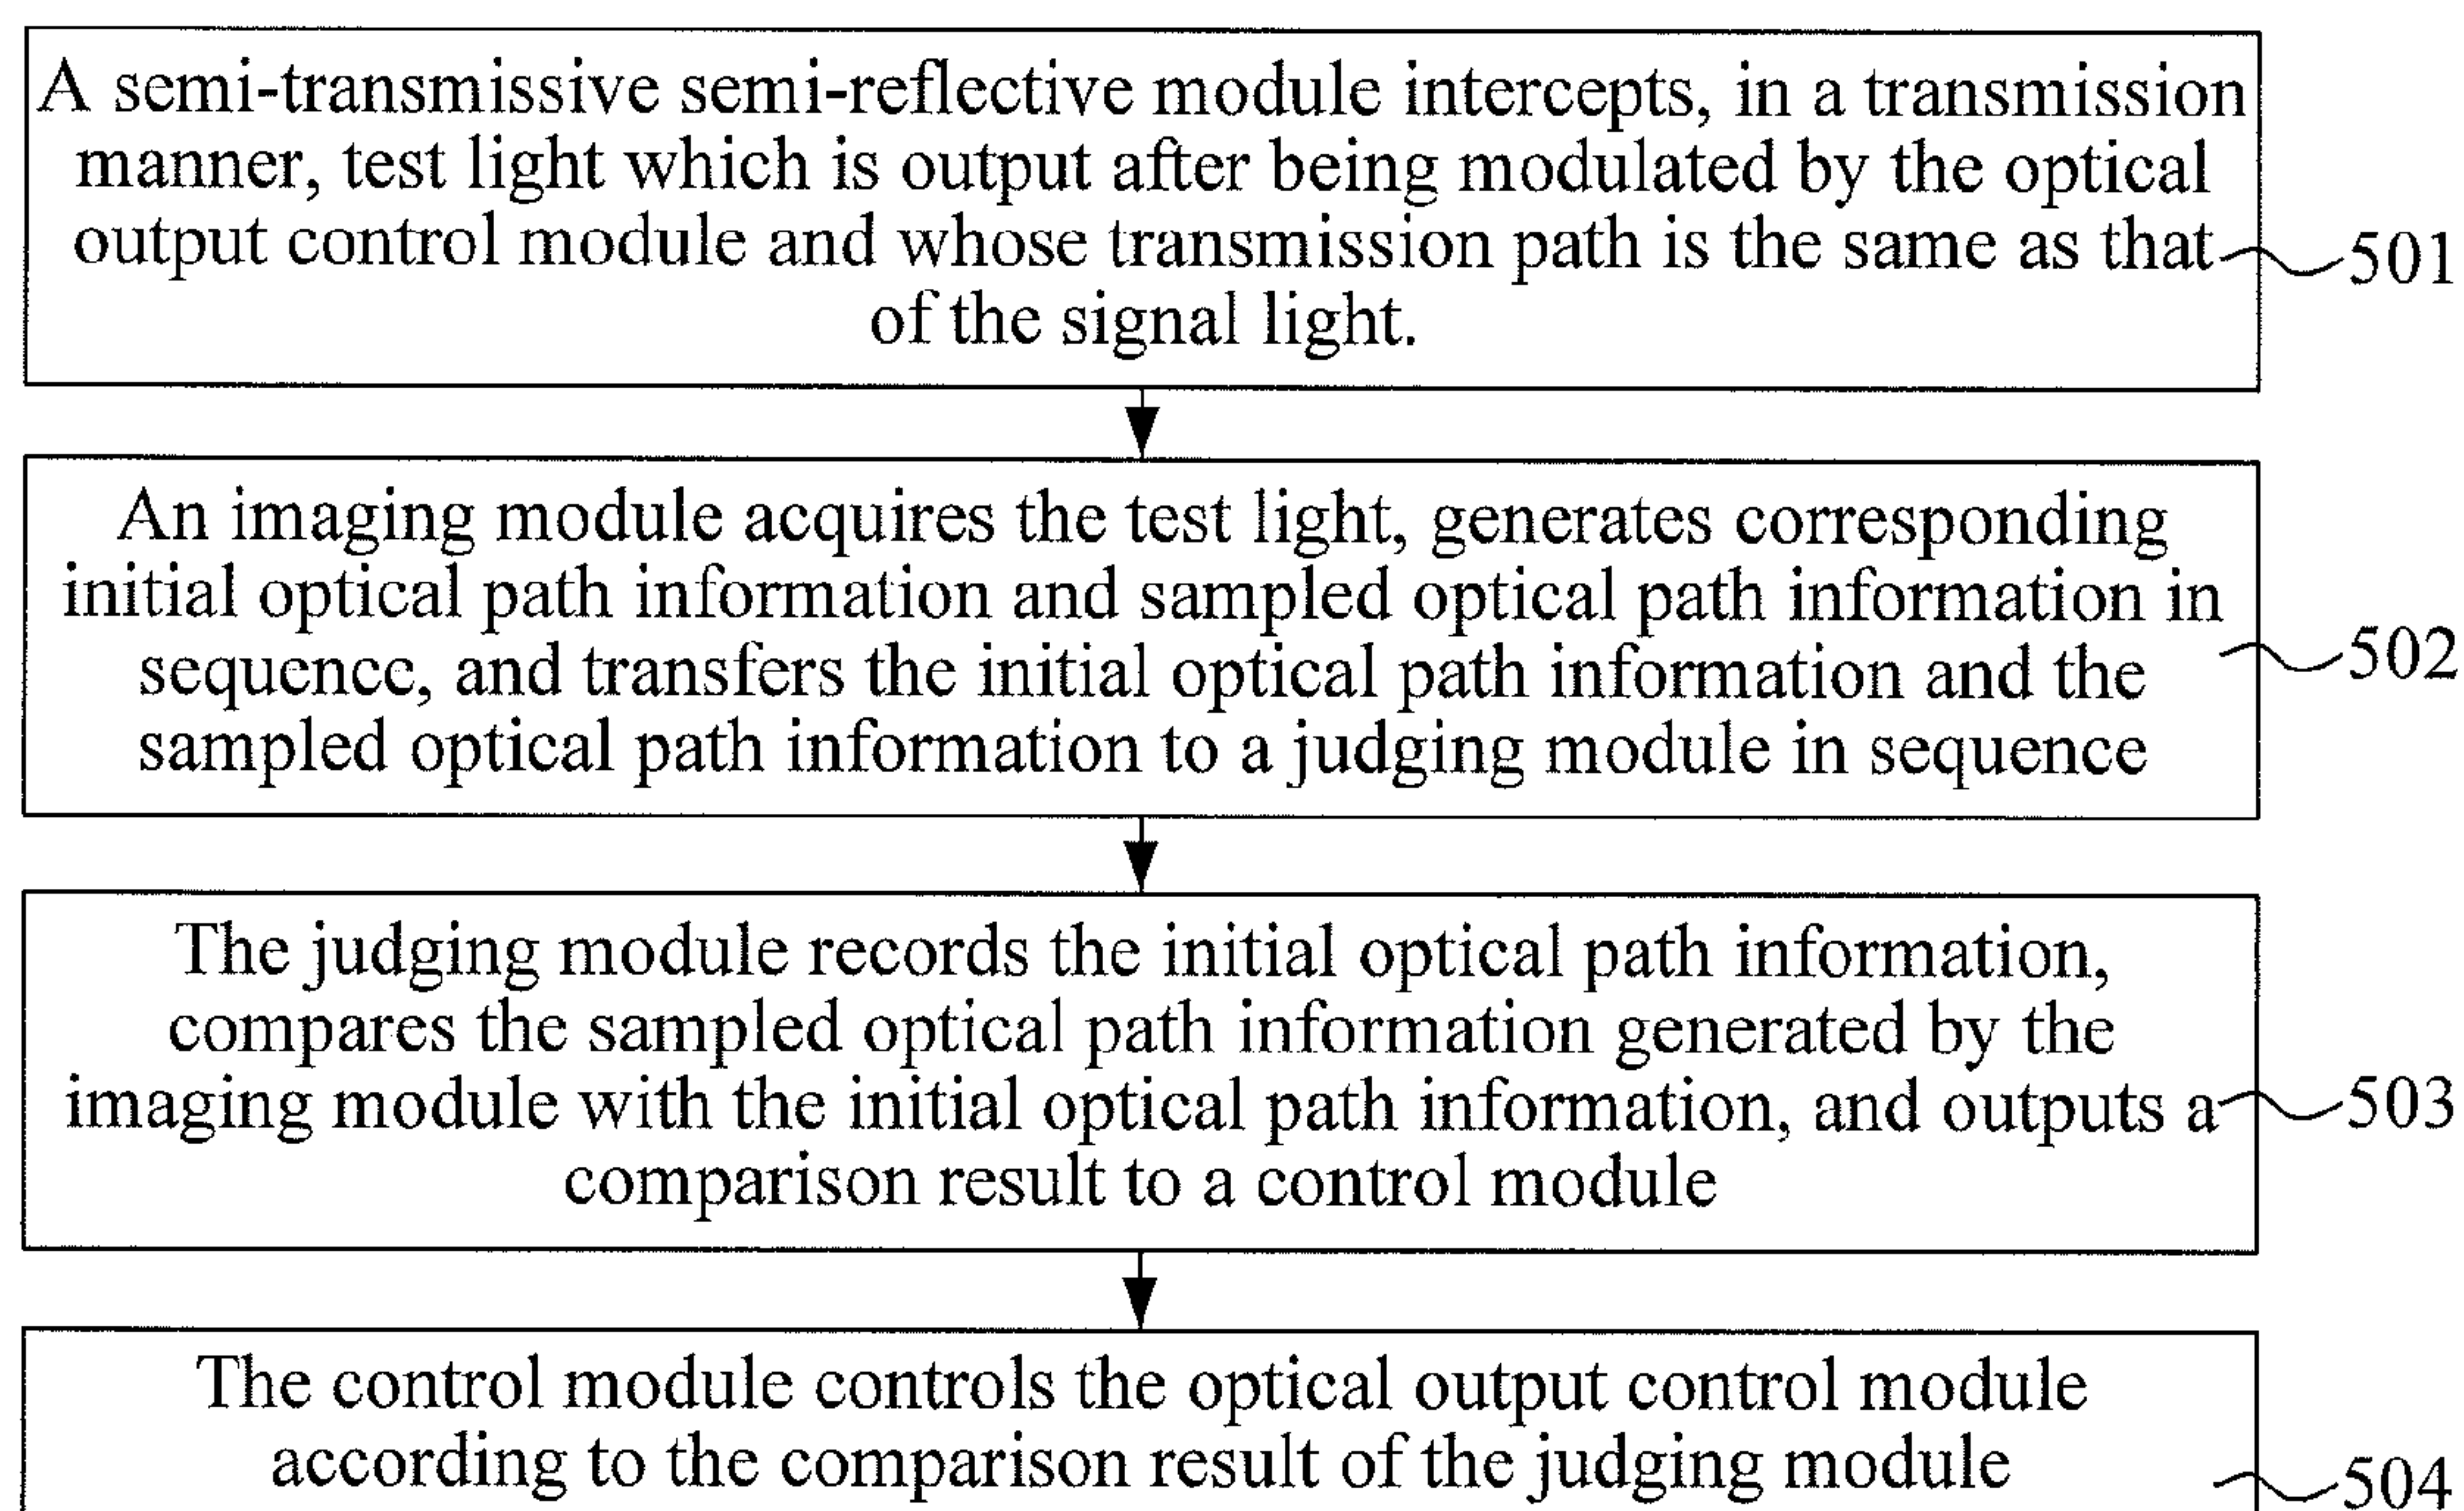 A semi-transmissive semi-reflective module intercepts, in a transmission
manner, test light which is output after being modulated by the optical
output control module and whose transmission path is the same as that
501
of the signal light.
An imaging module acquires the test light, generates corresponding
initial optical path information and sampled optical path information in
sequence, and transfers the initial optical path information and the
502
sampled optical path information to a judging module in sequence
The judging module records the initial optical path information,
compares the sampled optical path information generated by the
imaging module with the initial optical path information, and outputs a
503
comparison result to a control module
The control module controls the optical output control module
according to the comparison result of the judging module
504